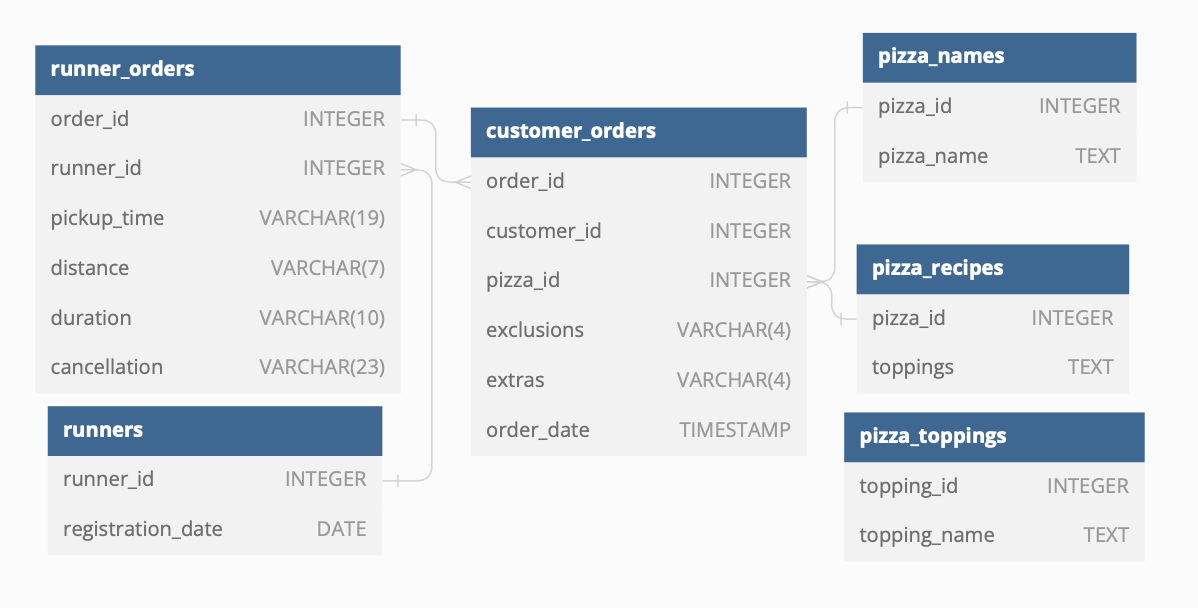 runner_orders
order_id INTEGER
runner_id INTEGER
pickup_time VARCHAR(19)
distance VARCHAR(7)
duration VARCHAR(10)
cancellation VARCHAR(23)
runners
runner_id INTEGER
registration_date DATE
customer_orders
order_id INTEGER
customer_id INTEGER
pizza_id INTEGER
exclusions VARCHAR(4)
extras VARCHAR(4)
order_date TIMESTAMP
pizza_names
pizza_id INTEGER
pizza_name TEXT
pizza_recipes
pizza_id INTEGER
toppings TEXT
pizza_toppings
topping_id INTEGER
topping_name TEXT